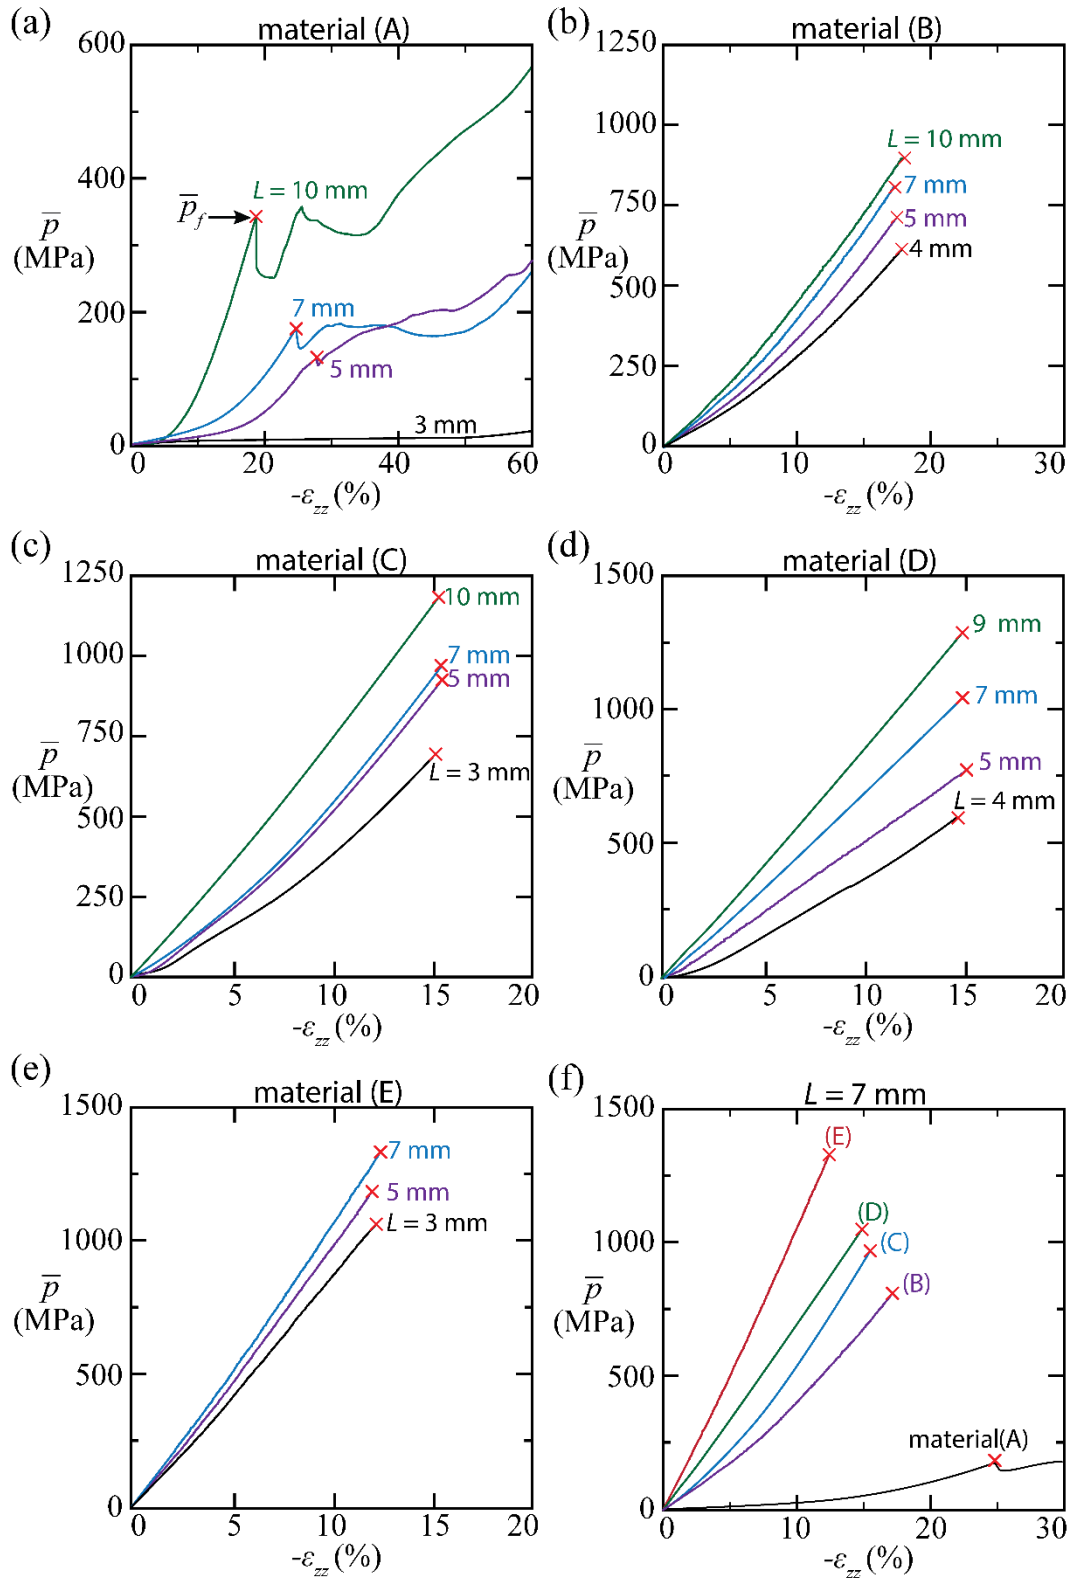 (a)
material (A)
600
400
200
0
p̅
(MPa)
p̅f
L = 10 mm
7 mm
5 mm
3 mm
0 20 40 60
-εzz (%)
(b)
material (B)
1250
1000
750
500
250
0
p̅
(MPa)
L = 10 mm
7 mm
5 mm
4 mm
0 10 20 30
-εzz (%)
(c)
material (C)
1250
1000
750
500
250
0
p̅
(MPa)
10 mm
7 mm
5 mm
L = 3 mm
0 5 10 15 20
-εzz (%)
(d)
material (D)
1500
1000
500
0
p̅
(MPa)
9 mm
7 mm
5 mm
L = 4 mm
0 5 10 15 20
-εzz (%)
(e)
material (E)
1500
1000
500
0
p̅
(MPa)
7 mm
5 mm
L = 3 mm
0 5 10 15 20
-εzz (%)
(f)
L = 7 mm
1500
1000
500
0
p̅
(MPa)
(E)
(D)
(C)
(B)
material(A)
0 10 20 30
-εzz (%)